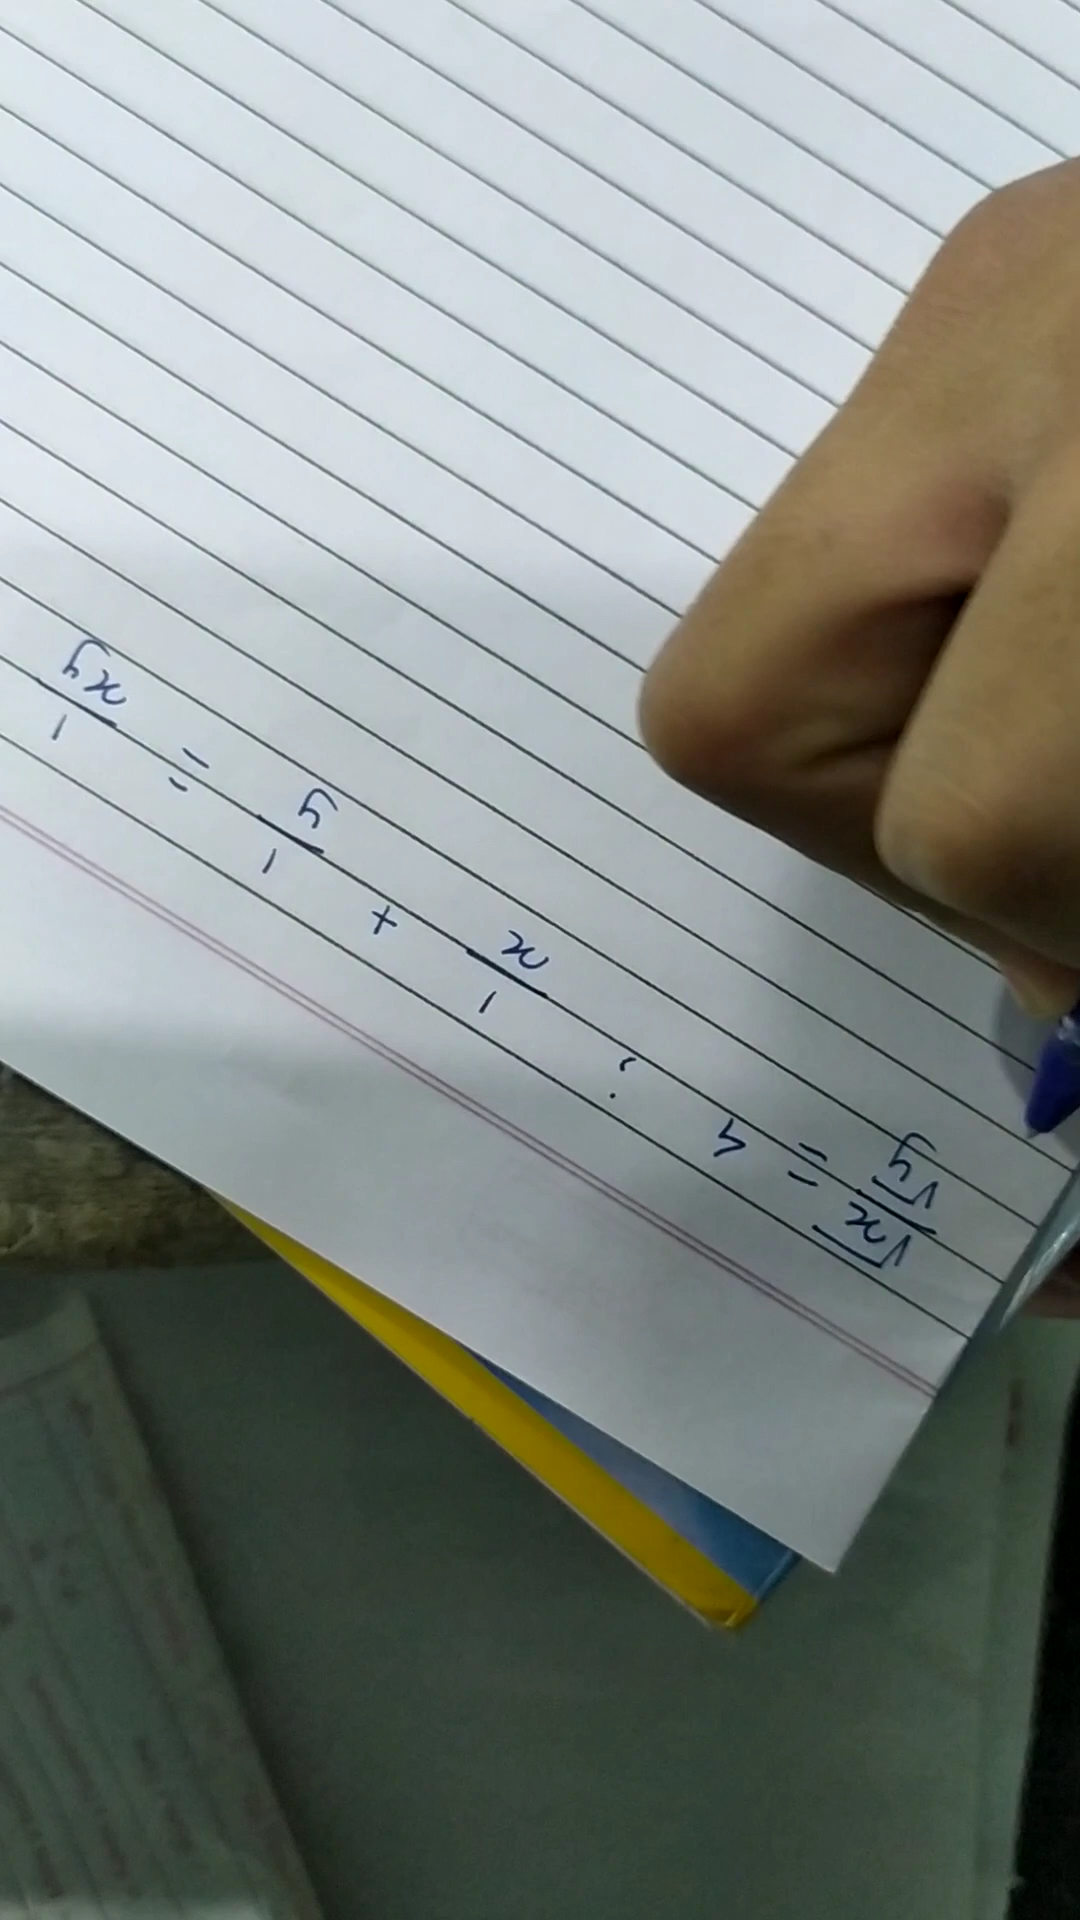 √x/√y = 4 ; 1/x + 1/y = 1/xy